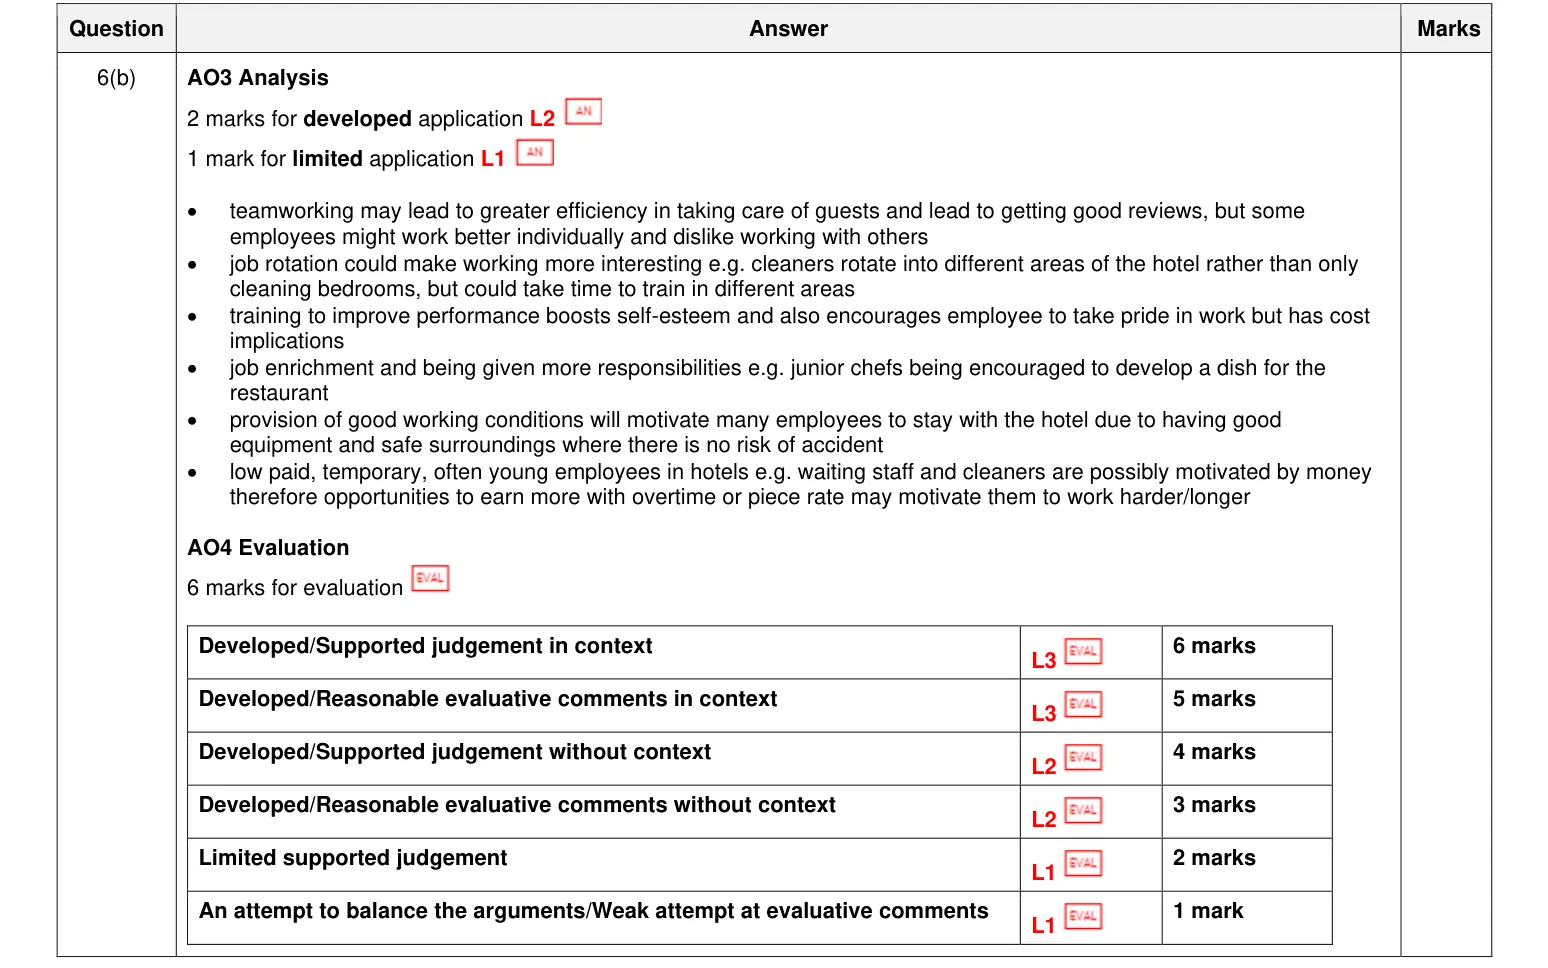 Question Answer Marks
6(b) AO3 Analysis
2 marks for developed application L2 AN
1 mark for limited application L1 AN
• teamworking may lead to greater efficiency in taking care of guests and lead to getting good reviews, but some
employees might work better individually and dislike working with others
• job rotation could make working more interesting e.g. cleaners rotate into different areas of the hotel rather than only
cleaning bedrooms, but could take time to train in different areas
• training to improve performance boosts self-esteem and also encourages employee to take pride in work but has cost
implications
• job enrichment and being given more responsibilities e.g. junior chefs being encouraged to develop a dish for the
restaurant
• provision of good working conditions will motivate many employees to stay with the hotel due to having good
equipment and safe surroundings where there is no risk of accident
• low paid, temporary, often young employees in hotels e.g. waiting staff and cleaners are possibly motivated by money
therefore opportunities to earn more with overtime or piece rate may motivate them to work harder/longer
AO4 Evaluation
6 marks for evaluation EVAL
Developed/Supported judgement in context L3 EVAL 6 marks
Developed/Reasonable evaluative comments in context L3 EVAL 5 marks
Developed/Supported judgement without context L2 EVAL 4 marks
Developed/Reasonable evaluative comments without context L2 EVAL 3 marks
Limited supported judgement L1 EVAL 2 marks
An attempt to balance the arguments/Weak attempt at evaluative comments L1 EVAL 1 mark